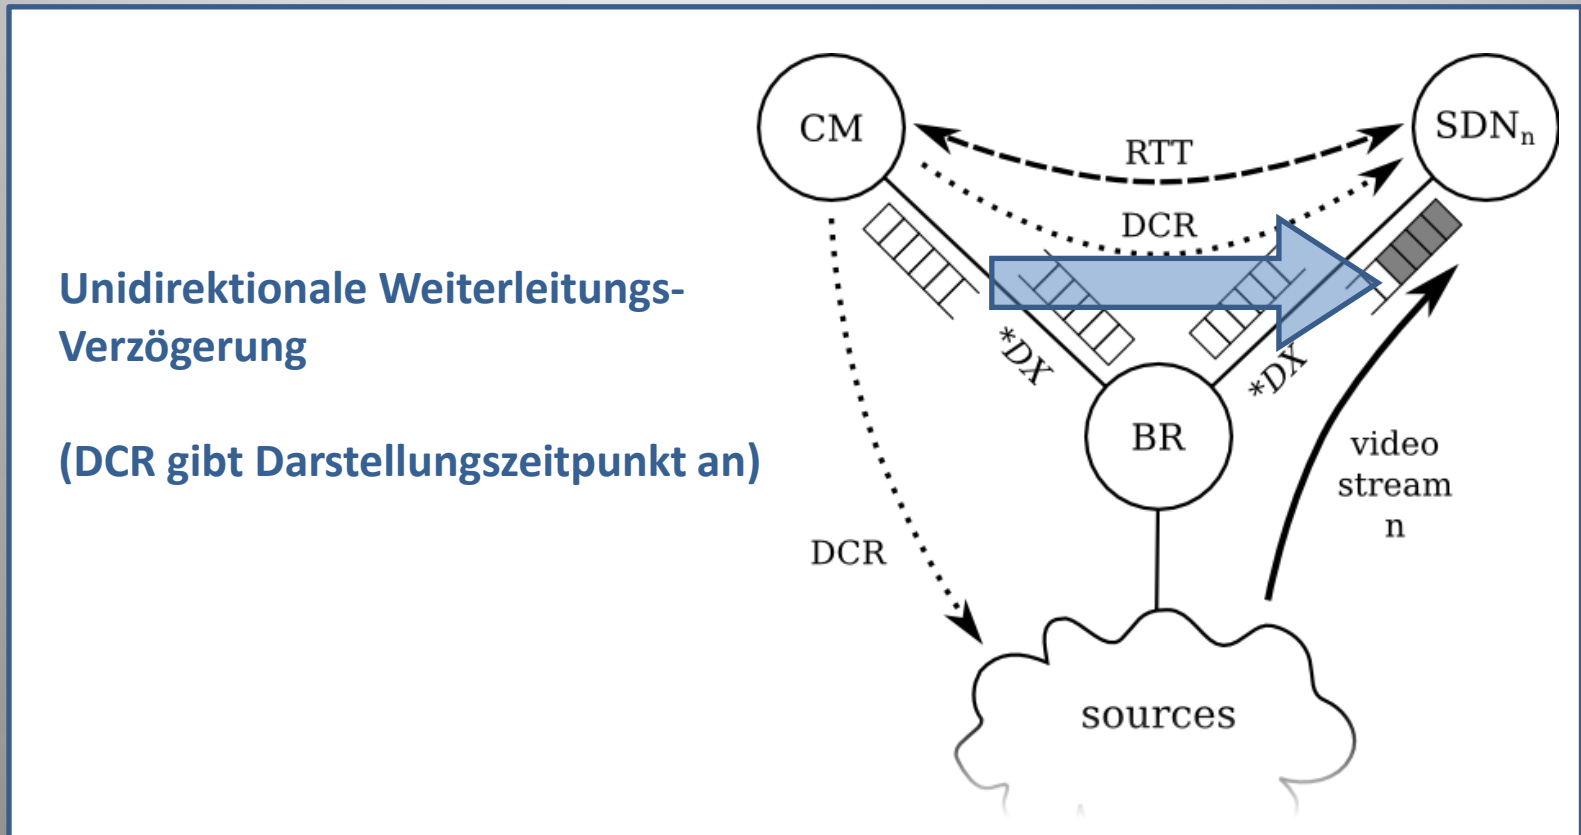 Unidirektionale Weiterleitungs-
Verzögerung
(DCR gibt Darstellungszeitpunkt an)
CM
SDNn
RTT
DCR
*DX
*DX
BR
video
stream
n
DCR
sources